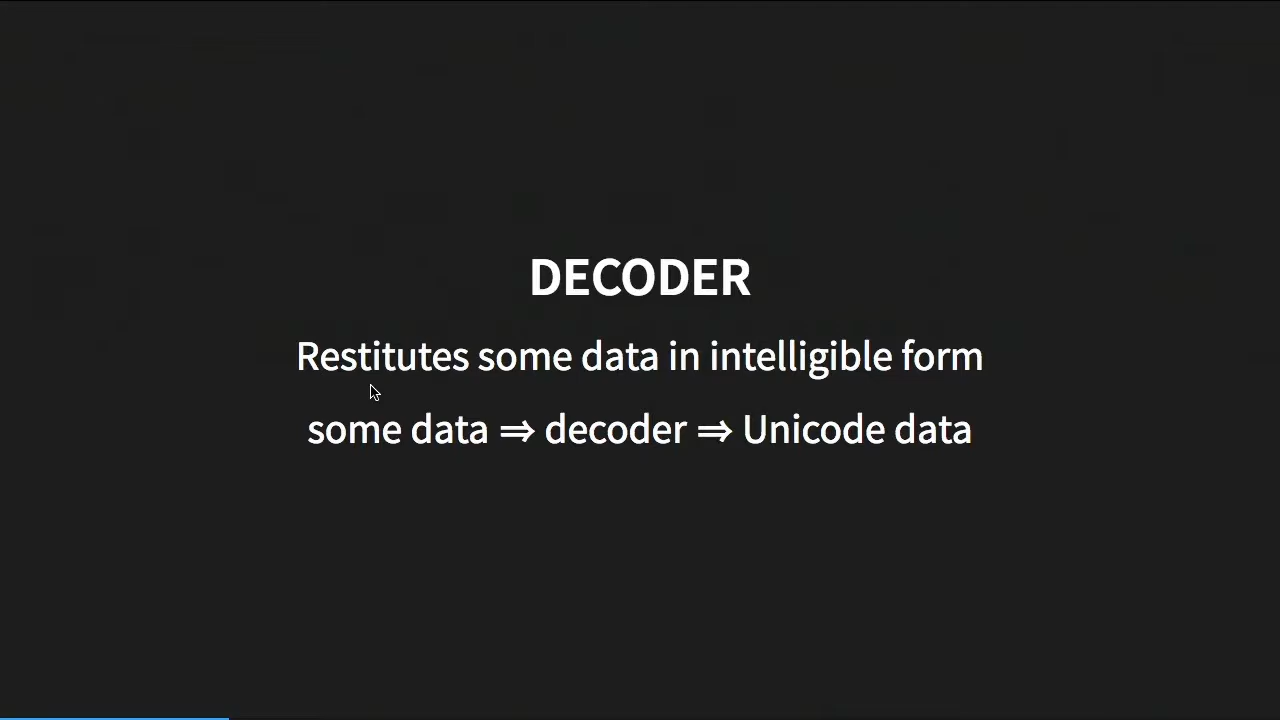 DECODER
Restitutes some data in intelligible form
some data ⇒ decoder ⇒ Unicode data